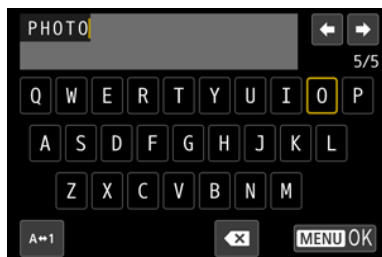 PHOTO
5/5
Q W E R T Y U I O P
A S D F G H J K L
Z X C V B N M
A↔1 MENU OK